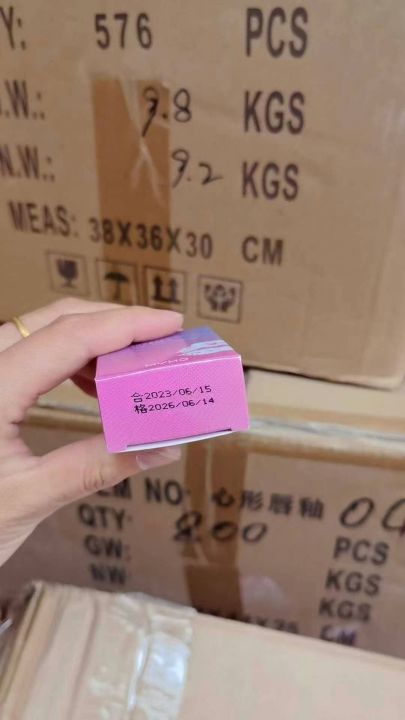 Y: 576 PCS
.W.: 9.8 KGS
N.W.: 9.2 KGS
MEAS: 38X36X30 CM
合2023/06/15
格2026/06/14
EM NO: 心形唇釉 04
QTY: 800 PCS
GW: KGS
NW: KGS
CM